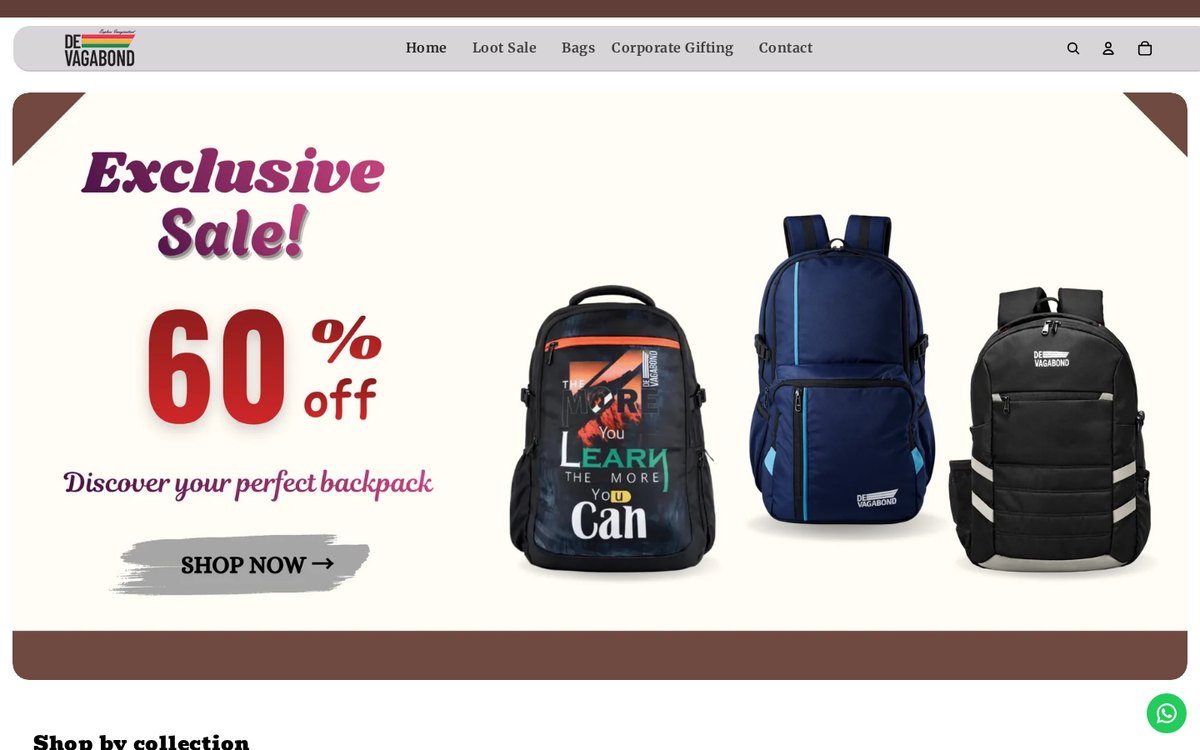 DE
VAGABOND
Home
Loot Sale
Bags
Corporate Gifting
Contact
Exclusive
Sale!
60%
off
Discover your perfect backpack
SHOP NOW →
THE
MORE
You
LEARN
THE MORE
You
Can
DE
VAGABOND
DE
VAGABOND
DE
VAGABOND
Shop by collection